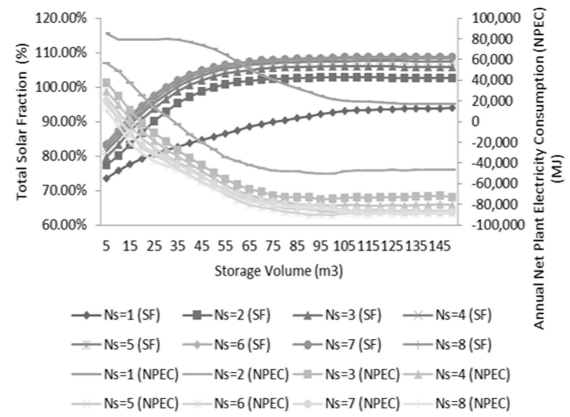 120.00%
110.00%
100.00%
90.00%
80.00%
70.00%
60.00%
Total Solar Fraction (%)
100,000
80,000
60,000
40,000
20,000
0
-20,000
-40,000
-60,000
-80,000
-100,000
Annual Net Plant Electricity Consumption (NPEC)
(MJ)
5 15 25 35 45 55 65 75 85 95 105 115 125 135 145
Storage Volume (m3)
Ns=1 (SF) Ns=2 (SF) Ns=3 (SF) Ns=4 (SF)
Ns=5 (SF) Ns=6 (SF) Ns=7 (SF) Ns=8 (SF)
Ns=1 (NPEC) Ns=2 (NPEC) Ns=3 (NPEC) Ns=4 (NPEC)
Ns=5 (NPEC) Ns=6 (NPEC) Ns=7 (NPEC) Ns=8 (NPEC)